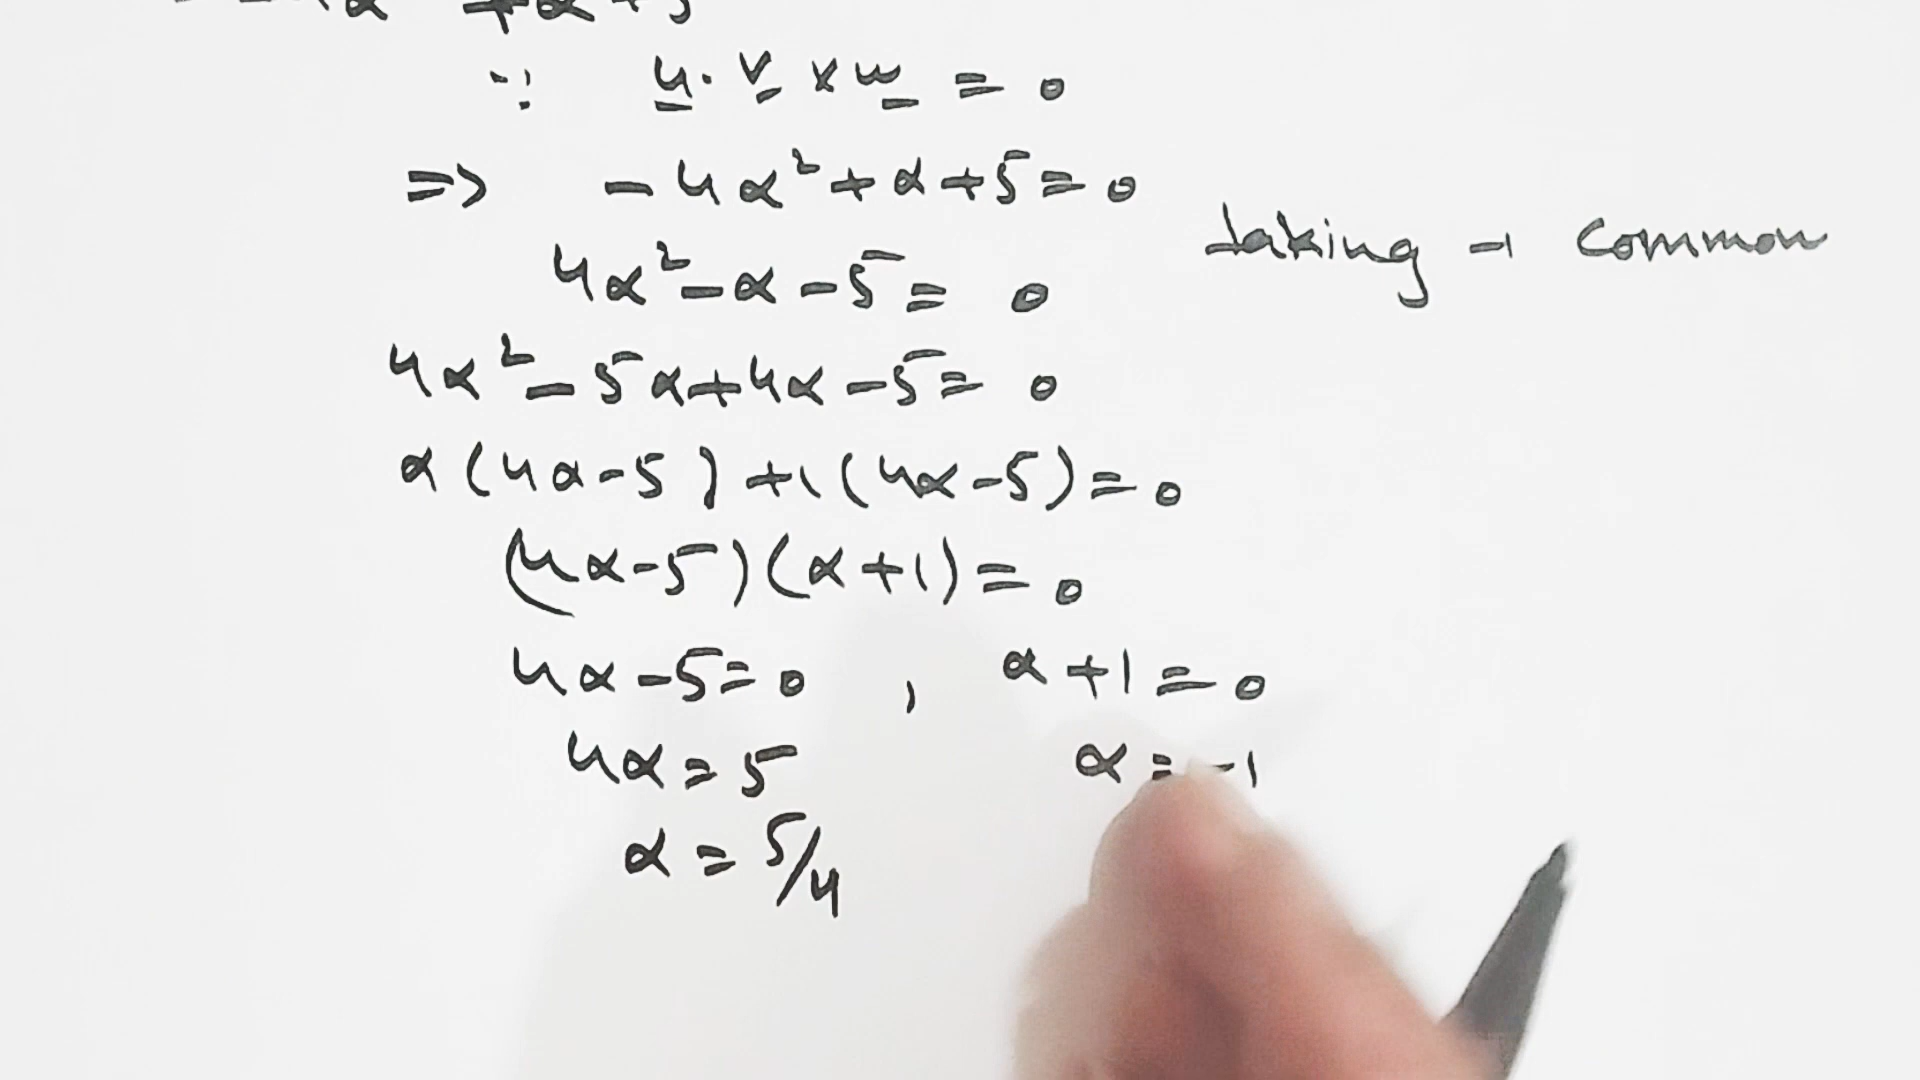 ∵ u · v × w = 0
=> -4α² + α + 5 = 0
taking -1 common
4α² - α - 5 = 0
4α² - 5α + 4α - 5 = 0
α (4α - 5) + 1 (4α - 5) = 0
(4α - 5) (α + 1) = 0
4α - 5 = 0 , α + 1 = 0
4α = 5 α = -1
α = 5/4